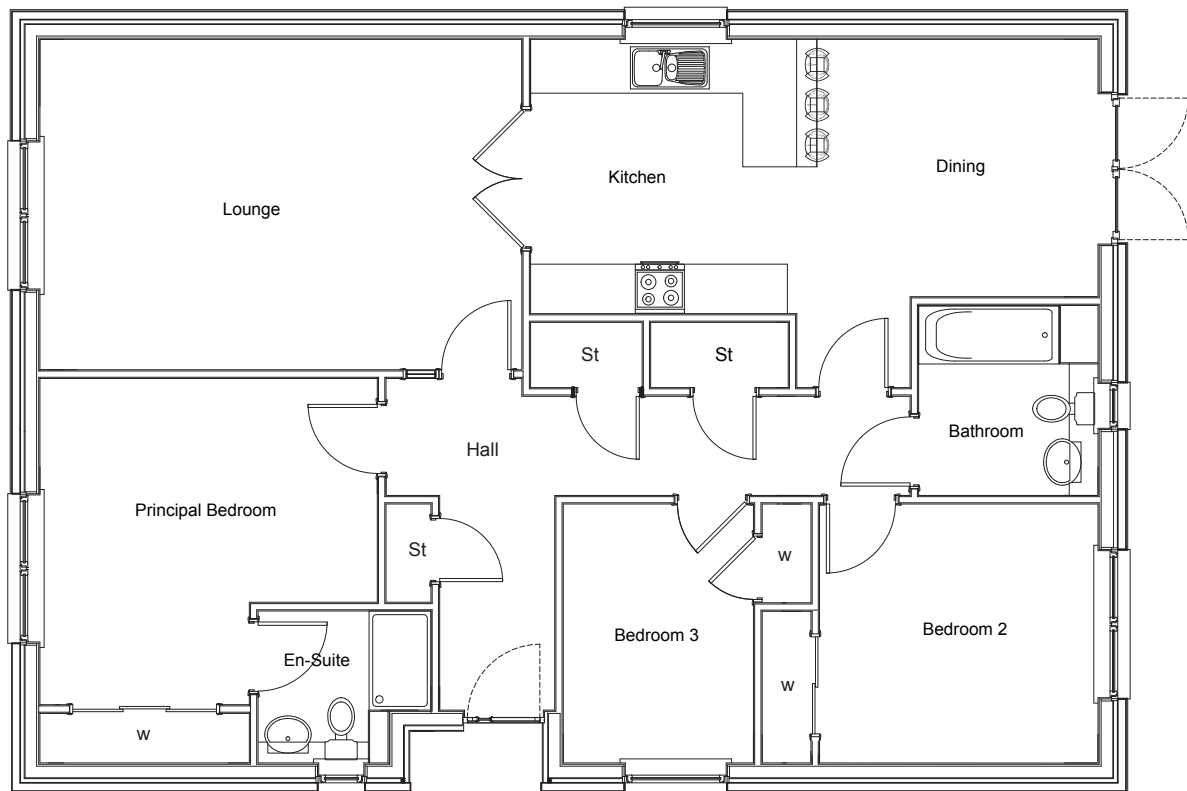 Lounge
Kitchen
Dining
St
St
Hall
Bathroom
Principal Bedroom
St
w
Bedroom 3
Bedroom 2
En-Suite
w
w